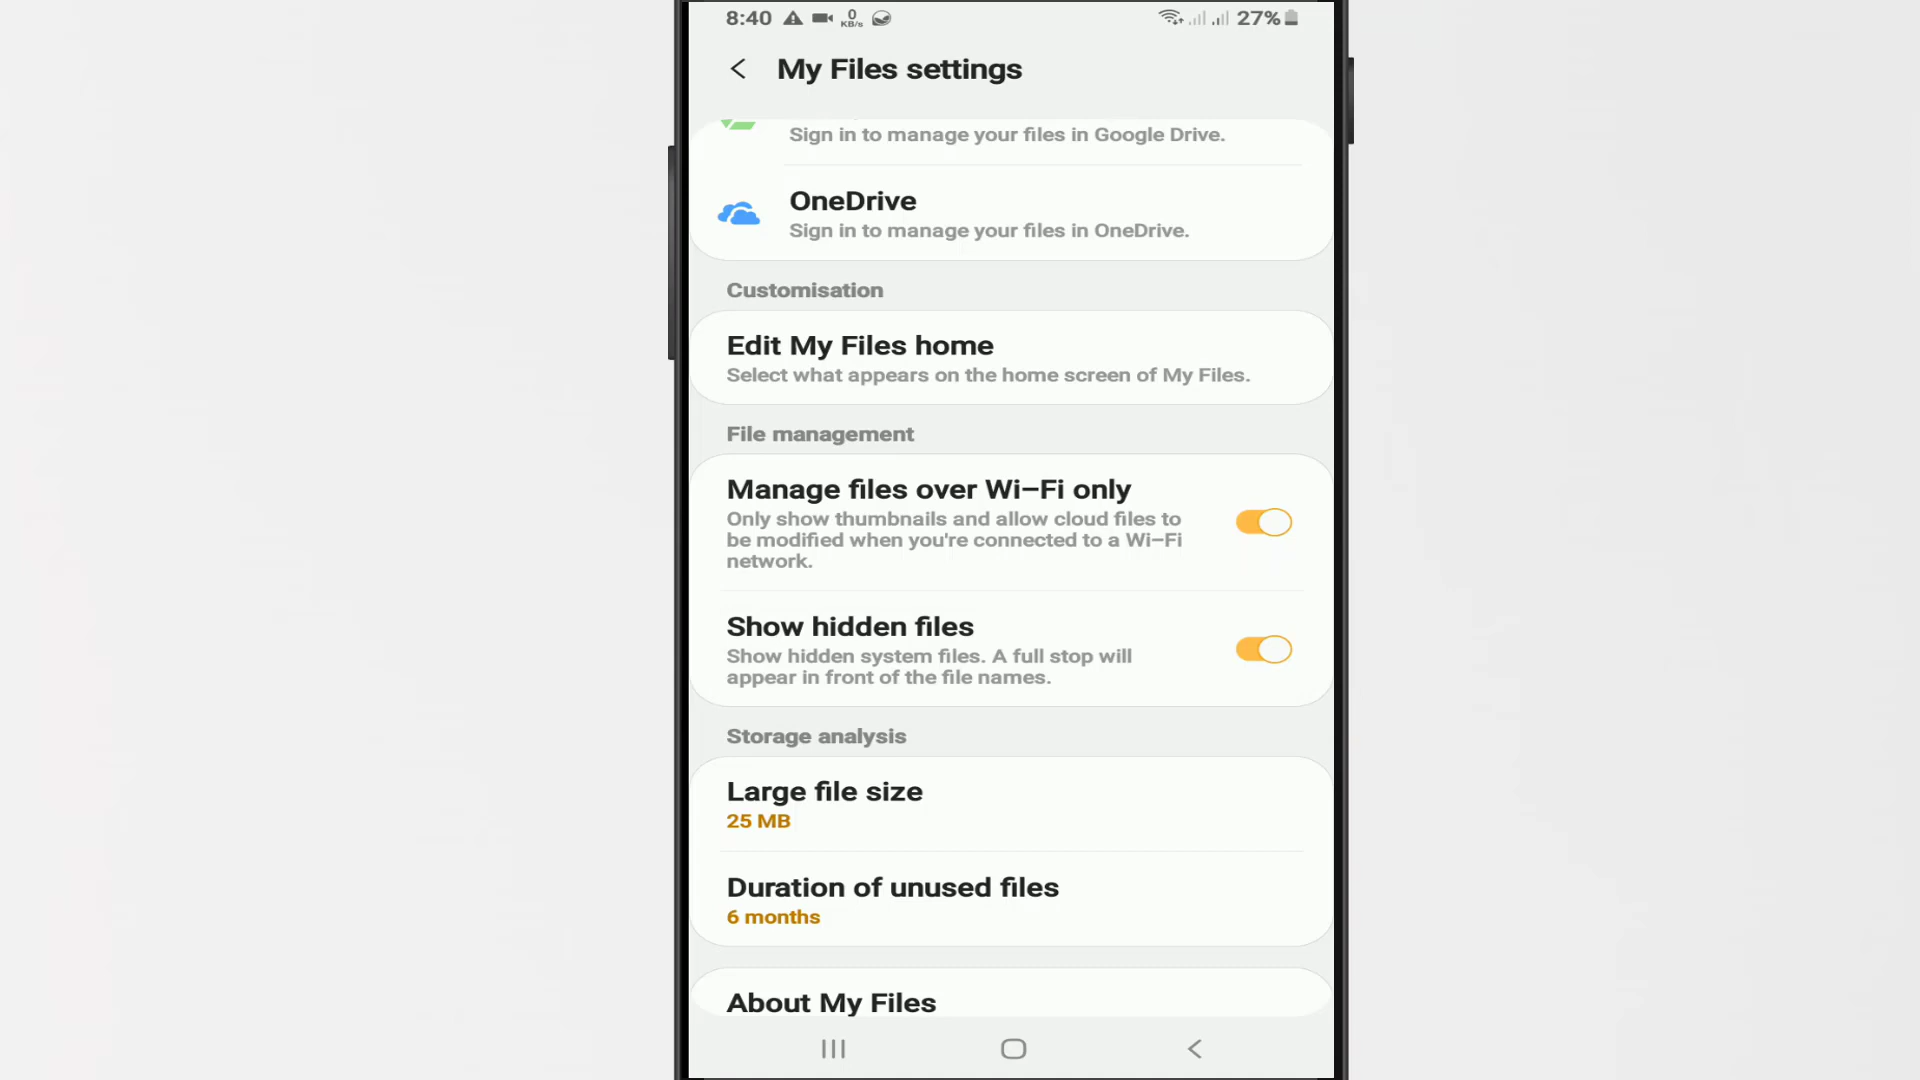 8:40 0 KB/s 27%
My Files settings
Sign in to manage your files in Google Drive.
OneDrive
Sign in to manage your files in OneDrive.
Customisation
Edit My Files home
Select what appears on the home screen of My Files.
File management
Manage files over Wi-Fi only
Only show thumbnails and allow cloud files to
be modified when you're connected to a Wi-Fi
network.
Show hidden files
Show hidden system files. A full stop will
appear in front of the file names.
Storage analysis
Large file size
25 MB
Duration of unused files
6 months
About My Files